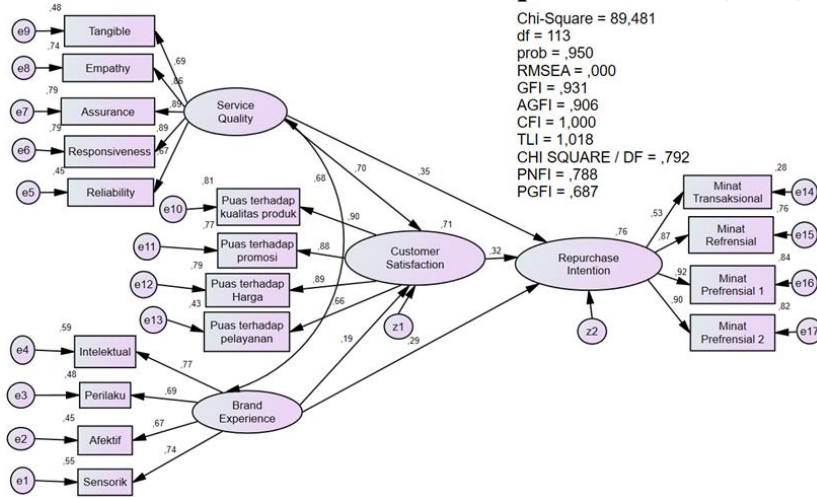 Chi-Square = 89,481
df = 113
prob = ,950
RMSEA = ,000
GFI = ,931
AGFI = ,906
CFI = 1,000
TLI = 1,018
CHI SQUARE / DF = ,792
PNFI = ,788
PGFI = ,687
,48
e9
Tangible
,69
,74
e8
Empathy
,86
,79
e7
Assurance
,89
,79
e6
Responsiveness
,89
,45
e5
Reliability
,67
Service
Quality
,70
,35
,68
,81
e10
Puas terhadap
kualitas produk
,90
,77
e11
Puas terhadap
promosi
,88
,79
e12
Puas terhadap
Harga
,89
,43
e13
Puas terhadap
pelayanan
,66
,71
Customer
Satisfaction
,32
z1
,76
Repurchase
Intention
z2
,28
Minat
Transaksional
e14
,53
,76
Minat
Refrensial
e15
,87
,84
Minat
Prefrensial 1
e16
,92
,82
Minat
Prefrensial 2
e17
,90
,59
e4
Intelektual
,77
,48
e3
Perilaku
,69
,45
e2
Afektif
,67
,55
e1
Sensorik
,74
Brand
Experience
,19
,29